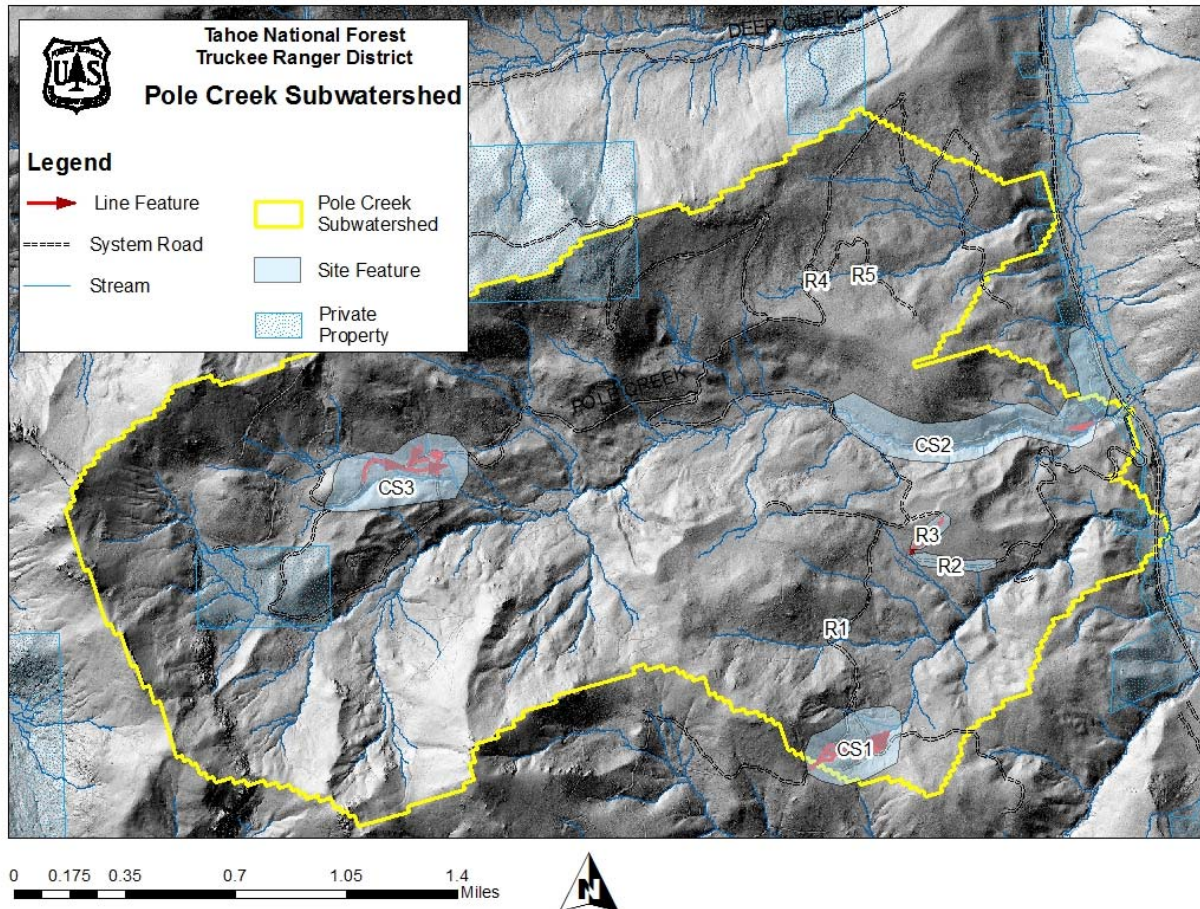 Tahoe National Forest
Truckee Ranger District
Pole Creek Subwatershed
FOREST SERVICE
U S
Legend
Line Feature
System Road
Stream
Pole Creek
Subwatershed
Site Feature
Private
Property
DEEP CREEK
R4
R5
POLE CREEK
CS2
CS3
R3
R2
R1
CS1
0 0.175 0.35 0.7 1.05 1.4
Miles
N